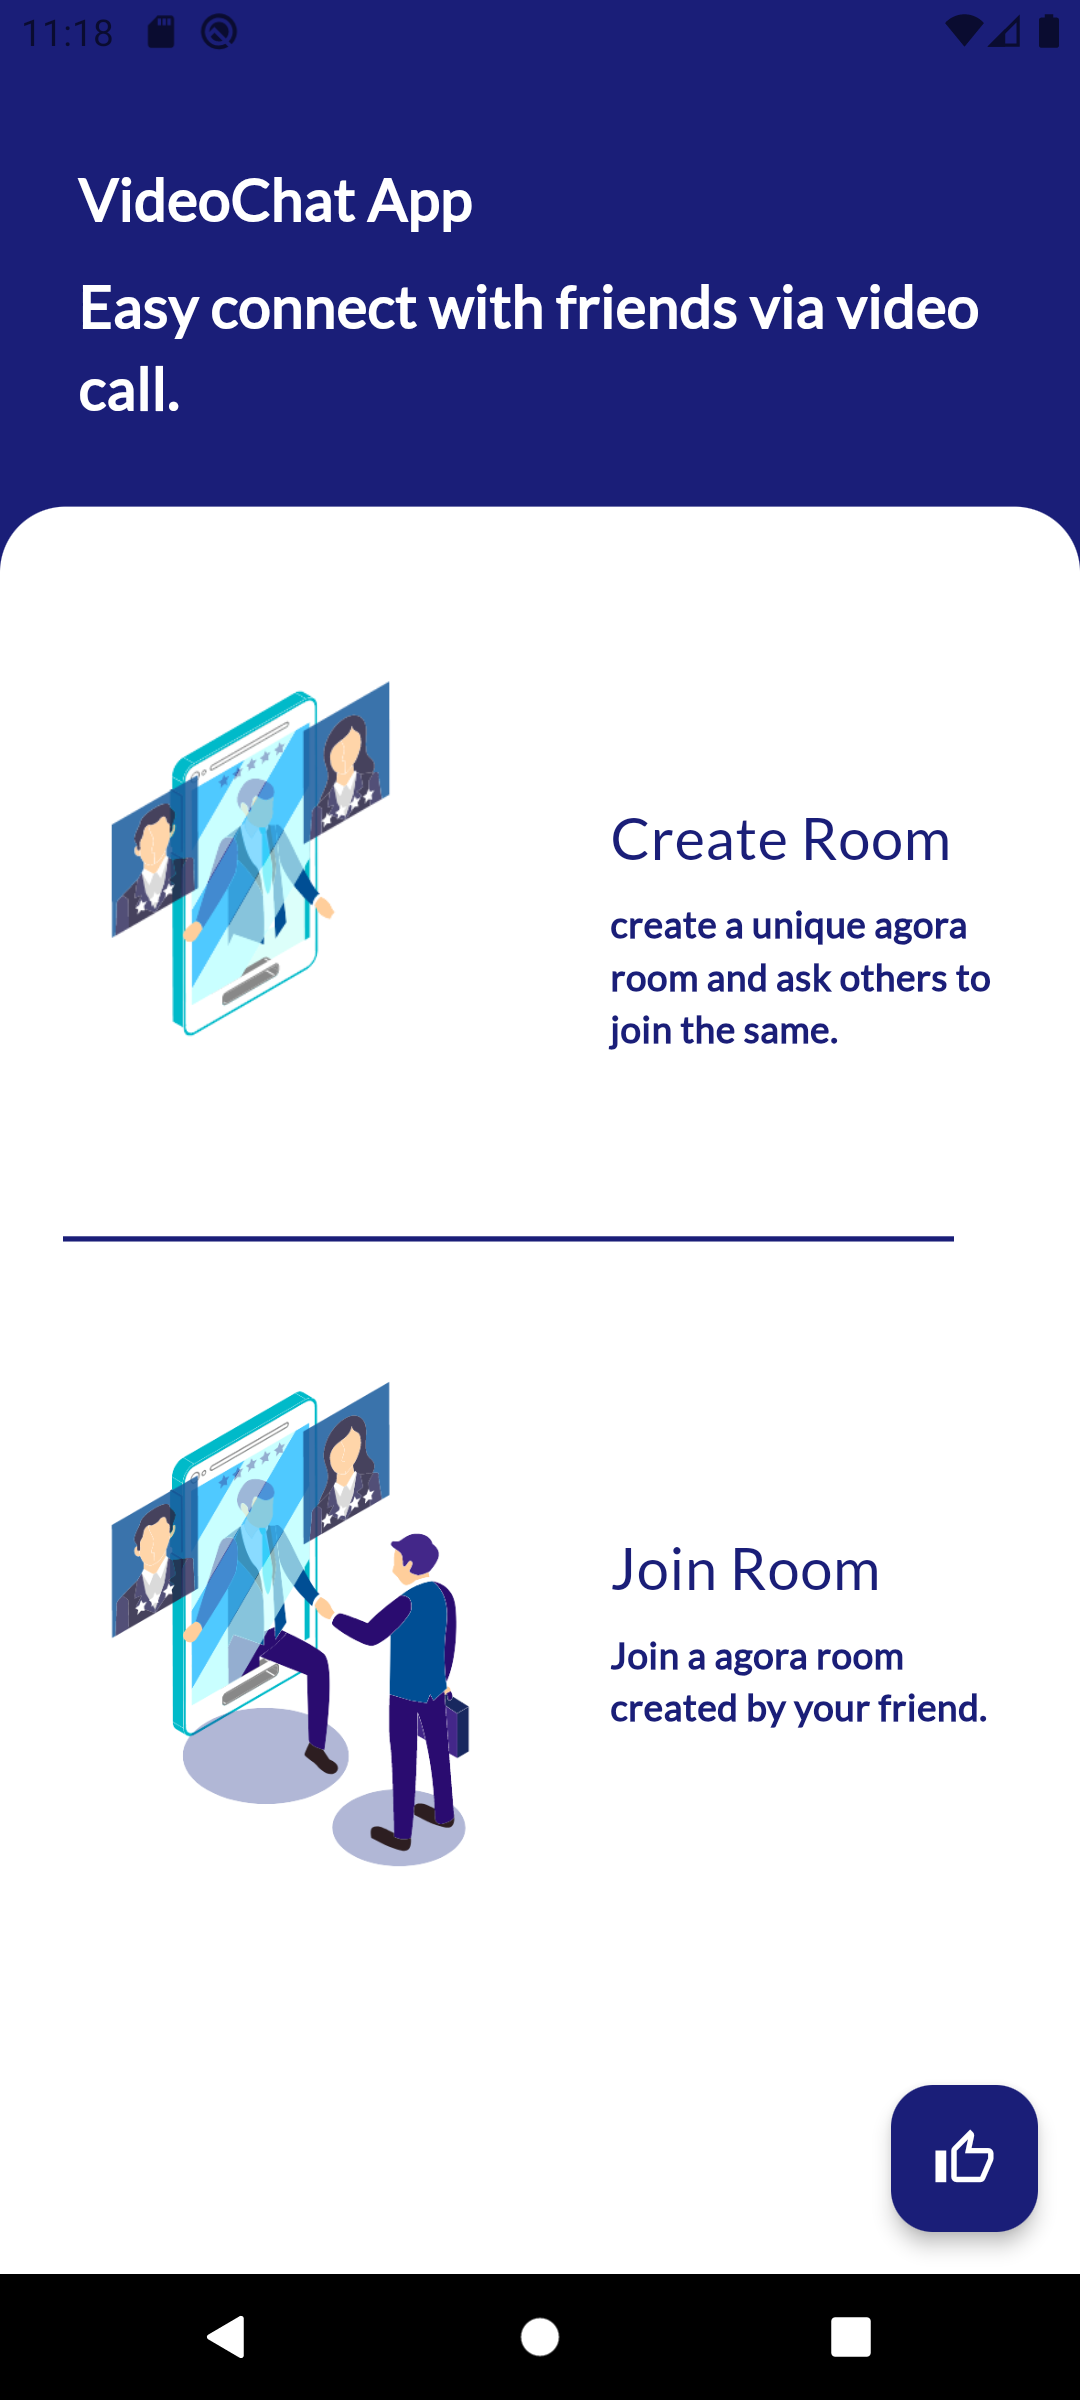 11:18
VideoChat App
Easy connect with friends via video
call.
Create Room
create a unique agora
room and ask others to
join the same.
Join Room
Join a agora room
created by your friend.